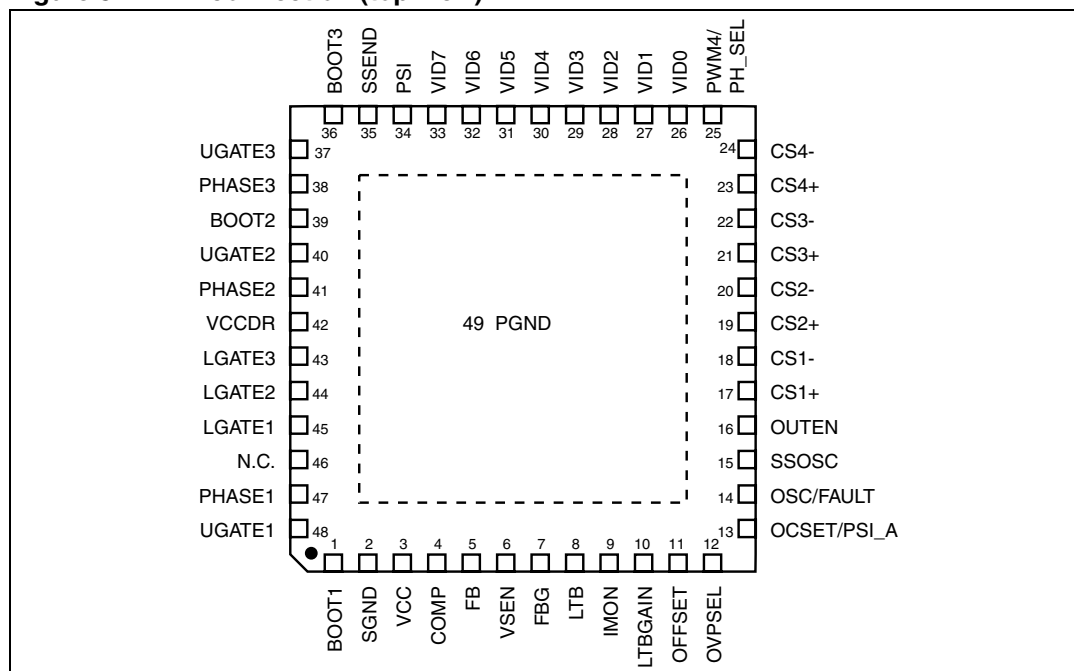 Figure connection (top view)
BOOT3
SSEND
PSI
VID7
VID6
VID5
VID4
VID3
VID2
VID1
VID0
PWM4/
PH_SEL
36 35 34 33 32 31 30 29 28 27 26 25
UGATE3 37
24 CS4-
PHASE3 38
23 CS4+
BOOT2 39
22 CS3-
UGATE2 40
21 CS3+
PHASE2 41
20 CS2-
VCCDR 42
49 PGND
19 CS2+
LGATE3 43
18 CS1-
LGATE2 44
17 CS1+
LGATE1 45
16 OUTEN
N.C. 46
15 SSOSC
PHASE1 47
14 OSC/FAULT
UGATE1 48
13 OCSET/PSI_A
1 2 3 4 5 6 7 8 9 10 11 12
BOOT1
SGND
VCC
COMP
FB
VSEN
FBG
LTB
IMON
LTBGAIN
OFFSET
OVPSEL